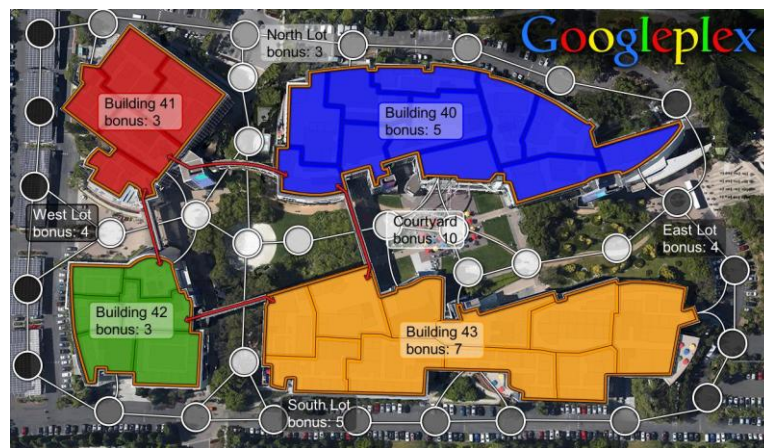 Googleplex
North Lot
bonus: 3
Building 41
bonus: 3
Building 40
bonus: 5
West Lot
bonus: 4
Courtyard
bonus: 10
East Lot
bonus: 4
Building 42
bonus: 3
Building 43
bonus: 7
South Lot
bonus: 5